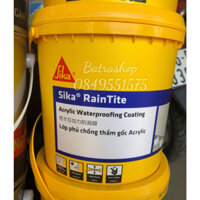 Batrashop
0849551575
Sika
Sika® RainTite
Acrylic Waterproofing Coating
Lớp phủ chống thấm gốc Acrylic